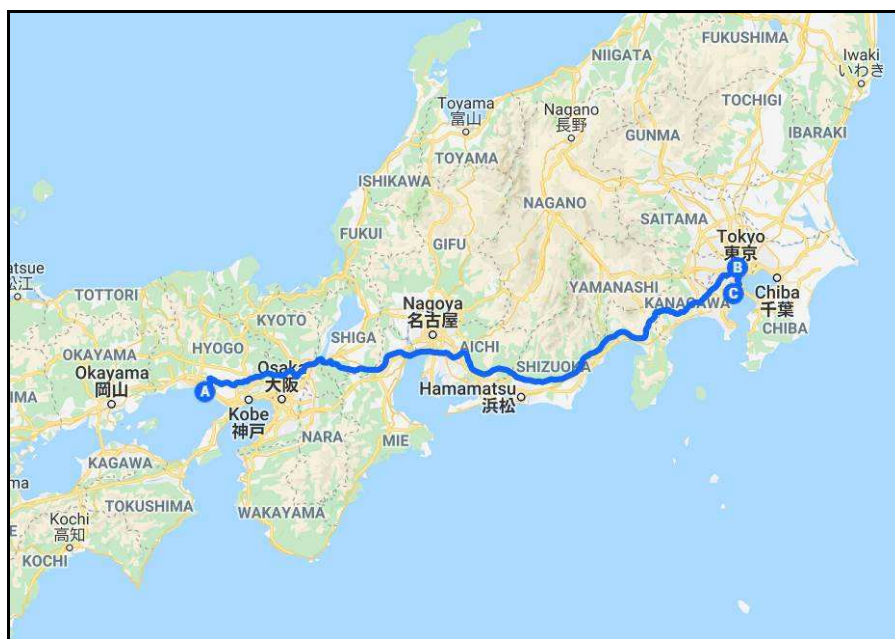 FUKUSHIMA
NIIGATA
Iwaki
いわき
Toyama
富山
Nagano
長野
TOCHIGI
GUNMA
IBARAKI
TOYAMA
ISHIKAWA
NAGANO
SAITAMA
FUKUI
GIFU
Tokyo
東京
B
atsue
松江
TOTTORI
YAMANASHI
KANAGAWA
C
Chiba
千葉
Nagoya
名古屋
KYOTO
SHIGA
AICHI
CHIBA
HYOGO
OKAYAMA
Okayama
岡山
Osaka
大阪
SHIZUOKA
A
Hamamatsu
浜松
Kobe
神戸
IMA
NARA
MIE
KAGAWA
ma
TOKUSHIMA
WAKAYAMA
Kochi
高知
E
KOCHI